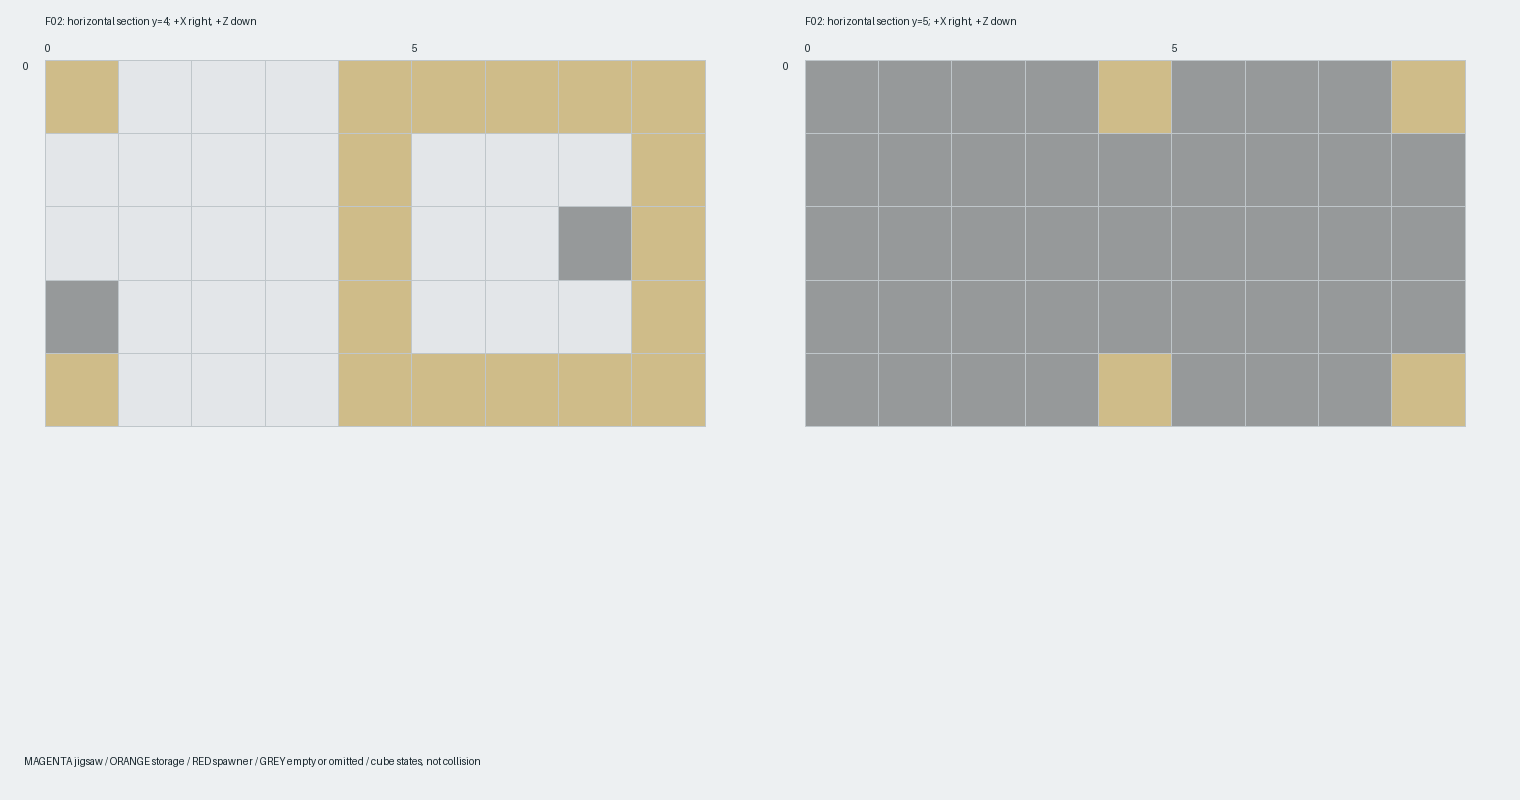 F02: horizontal section y=4; +X right, +Z down
F02: horizontal section y=5; +X right, +Z down
0 5
0 5
0
0
MAGENTA jigsaw / ORANGE storage / RED spawner / GREY empty or omitted / cube states, not collision